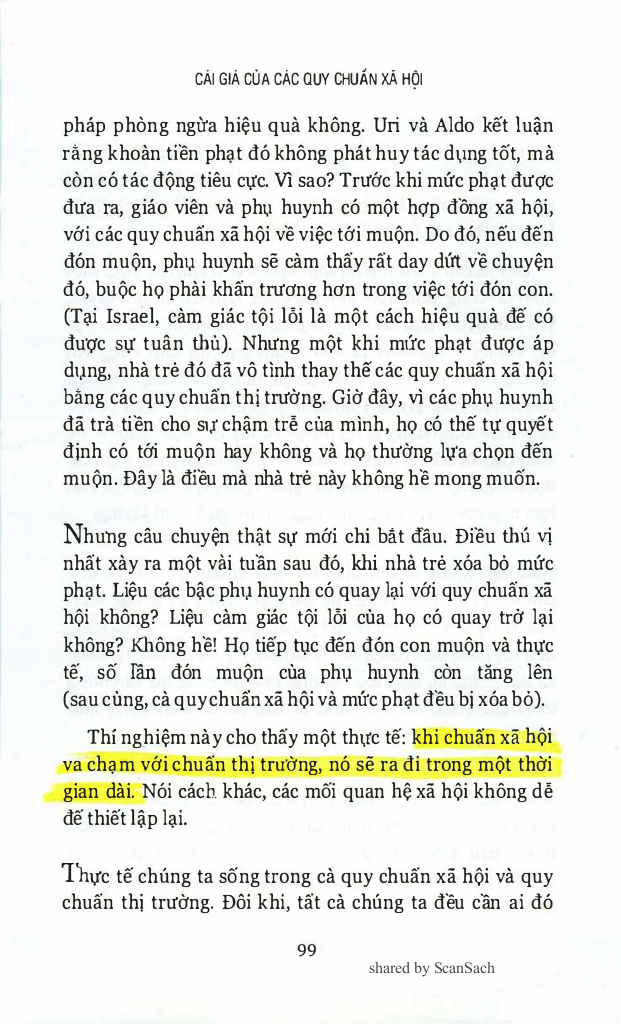 CÁI GIÁ CỦA CÁC QUY CHUẨN XÃ HỘI
pháp phòng ngừa hiệu quà không. Uri và Aldo kết luận
rằng khoàn tiền phạt đó không phát huy tác dụng tốt, mà
còn có tác động tiêu cực. Vì sao? Trước khi mức phạt được
đưa ra, giáo viên và phụ huynh có một hợp đồng xã hội,
với các quy chuẩn xã hội về việc tới muộn. Do đó, nếu đến
đón muộn, phụ huynh sẽ càm thấy rất day dứt về chuyện
đó, buộc họ phài khẩn trương hơn trong việc tới đón con.
(Tại Israel, càm giác tội lỗi là một cách hiệu quà để có
được sự tuân thủ). Nhưng một khi mức phạt được áp
dụng, nhà trẻ đó đã vô tình thay thế các quy chuẩn xã hội
bằng các quy chuẩn thị trường. Giờ đây, vì các phụ huynh
đã trà tiền cho sự chậm trễ của mình, họ có thể tự quyết
định có tới muộn hay không và họ thường lựa chọn đến
muộn. Đây là điều mà nhà trẻ này không hề mong muốn.
Nhưng câu chuyện thật sự mới chỉ bắt đầu. Điều thú vị
nhất xày ra một vài tuần sau đó, khi nhà trẻ xóa bỏ mức
phạt. Liệu các bậc phụ huynh có quay lại với quy chuẩn xã
hội không? Liệu càm giác tội lỗi của họ có quay trở lại
không? Không hề! Họ tiếp tục đến đón con muộn và thực
tế, số lần đón muộn của phụ huynh còn tăng lên
(sau cùng, cà quy chuẩn xã hội và mức phạt đều bị xóa bỏ).
Thí nghiệm này cho thấy một thực tế: khi chuẩn xã hội
va chạm với chuẩn thị trường, nó sẽ ra đi trong một thời
gian dài. Nói cách khác, các mối quan hệ xã hội không dễ
để thiết lập lại.
Thực tế chúng ta sống trong cà quy chuẩn xã hội và quy
chuẩn thị trường. Đôi khi, tất cà chúng ta đều cần ai đó
99
shared by ScanSach